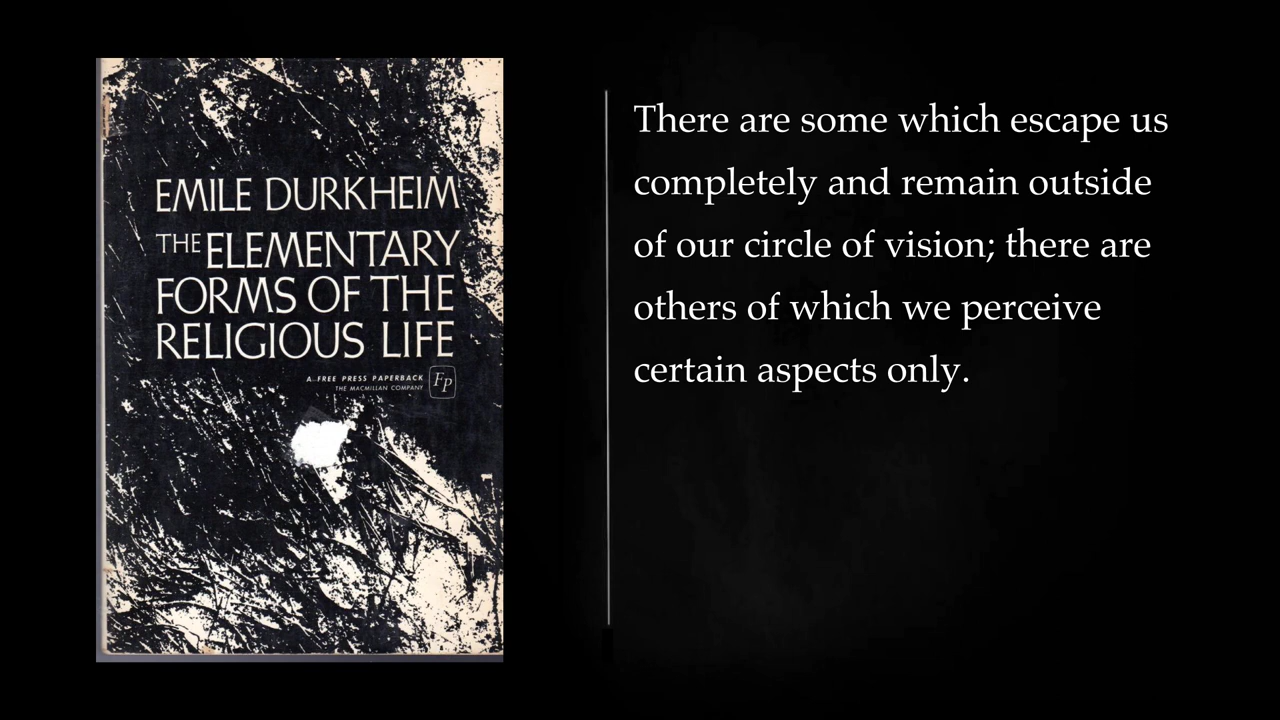 EMILE DURKHEIM
THE ELEMENTARY
FORMS OF THE
RELIGIOUS LIFE
A FREE PRESS PAPERBACK
THE MACMILLAN COMPANY
FP
There are some which escape us
completely and remain outside
of our circle of vision; there are
others of which we perceive
certain aspects only.